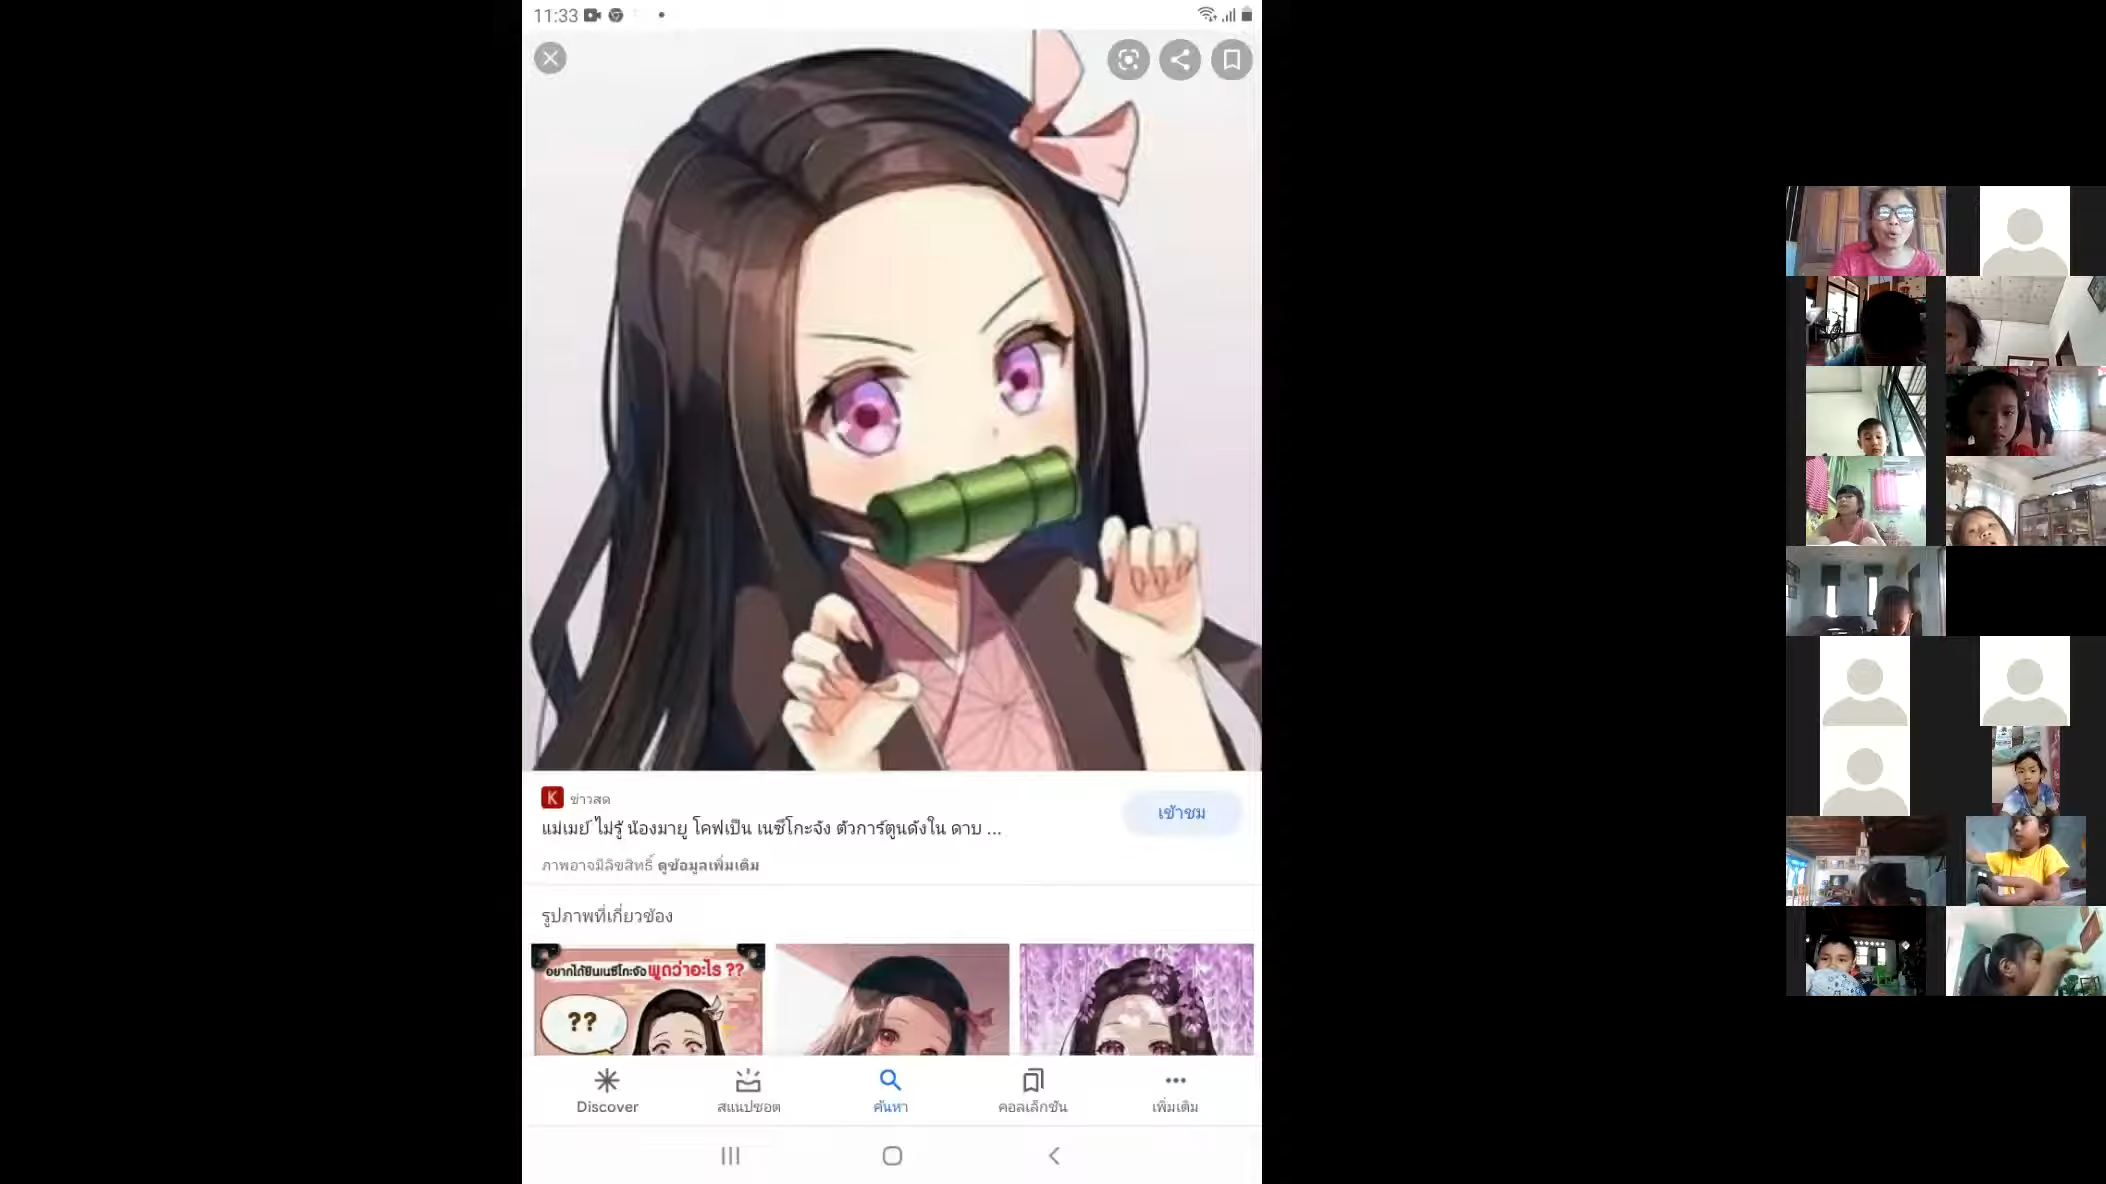 11:33
K ข่าวสด
แม่เมย์ ไม่รู้ น้องมายู โคฟเป็น เนซึโกะจัง ตัวการ์ตูนดังใน ดาบ ...
เข้าชม
ภาพอาจมีลิขสิทธิ์ ดูข้อมูลเพิ่มเติม
รูปภาพที่เกี่ยวข้อง
อยากได้ยินเนซึโกะจัง พูดว่าอะไร ??
??
Discover
สแนปชอต
ค้นหา
คอลเล็กชัน
เพิ่มเติม